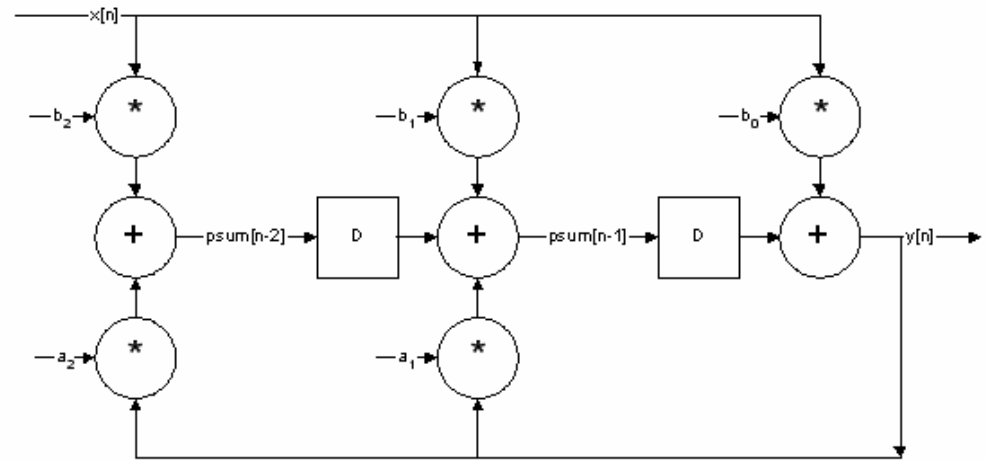 x[n]
* * *
b₂ b₁ b₀
+ psum[n-2] D + psum[n-1] D + y[n]
* *
a₂ a₁